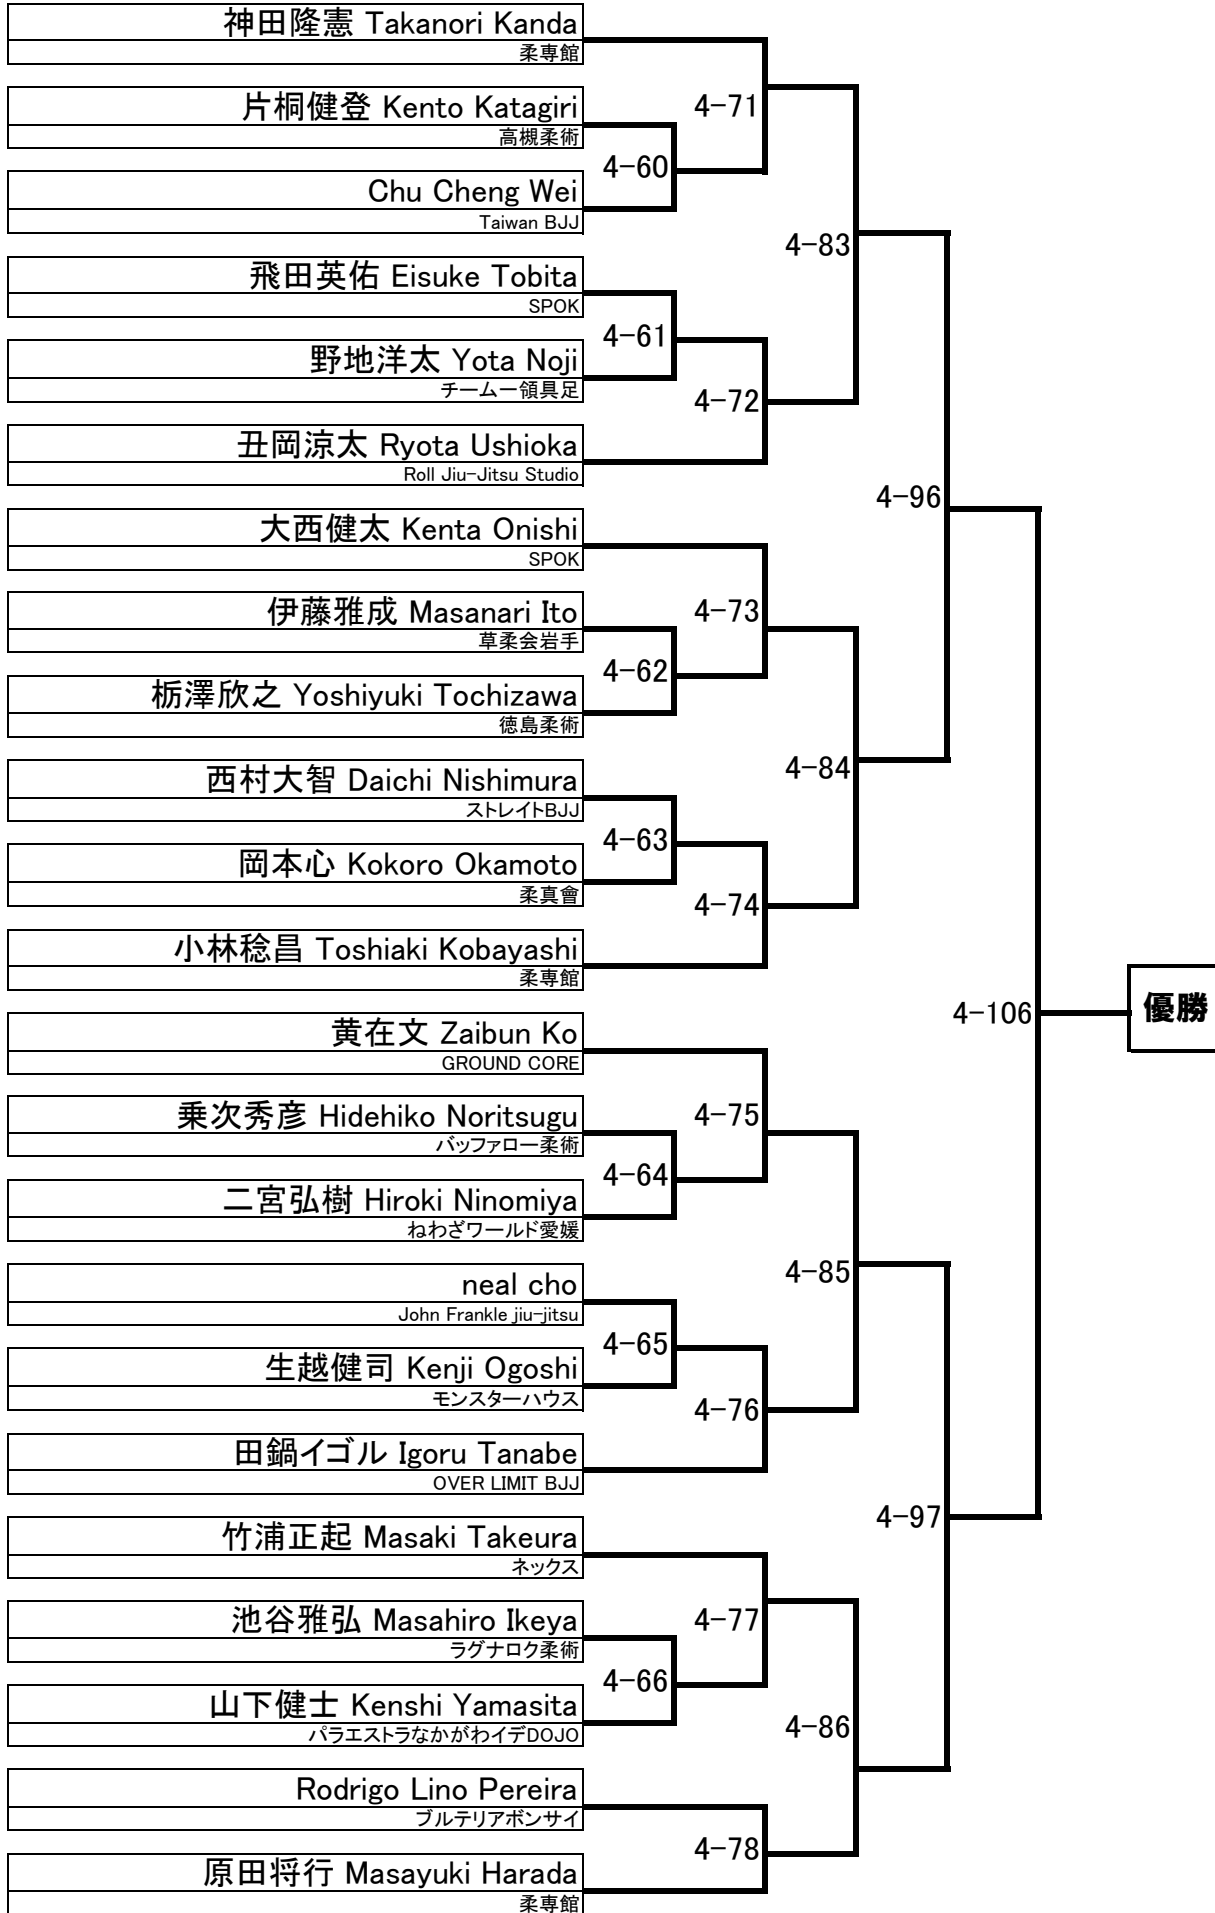 神田隆憲 Takanori Kanda
柔専館
片桐健登 Kento Katagiri
高槻柔術
4-71
4-60
Chu Cheng Wei
Taiwan BJJ
4-83
飛田英佑 Eisuke Tobita
SPOK
4-61
野地洋太 Yota Noji
チーム一領具足
4-72
丑岡涼太 Ryota Ushioka
Roll Jiu-Jitsu Studio
4-96
大西健太 Kenta Onishi
SPOK
伊藤雅成 Masanari Ito
草柔会岩手
4-73
4-62
栃澤欣之 Yoshiyuki Tochizawa
徳島柔術
4-84
西村大智 Daichi Nishimura
ストレイトBJJ
4-63
岡本心 Kokoro Okamoto
柔真會
4-74
小林稔昌 Toshiaki Kobayashi
柔専館
4-106
優勝
黄在文 Zaibun Ko
GROUND CORE
乗次秀彦 Hidehiko Noritsugu
バッファロー柔術
4-75
4-64
二宮弘樹 Hiroki Ninomiya
ねわざワールド愛媛
4-85
neal cho
John Frankle jiu-jitsu
4-65
生越健司 Kenji Ogoshi
モンスターハウス
4-76
田鍋イゴル Igoru Tanabe
OVER LIMIT BJJ
4-97
竹浦正起 Masaki Takeura
ネックス
池谷雅弘 Masahiro Ikeya
ラグナロク柔術
4-77
4-66
山下健士 Kenshi Yamasita
パラエストラなかがわイデDOJO
4-86
Rodrigo Lino Pereira
ブルテリアボンサイ
4-78
原田将行 Masayuki Harada
柔専館